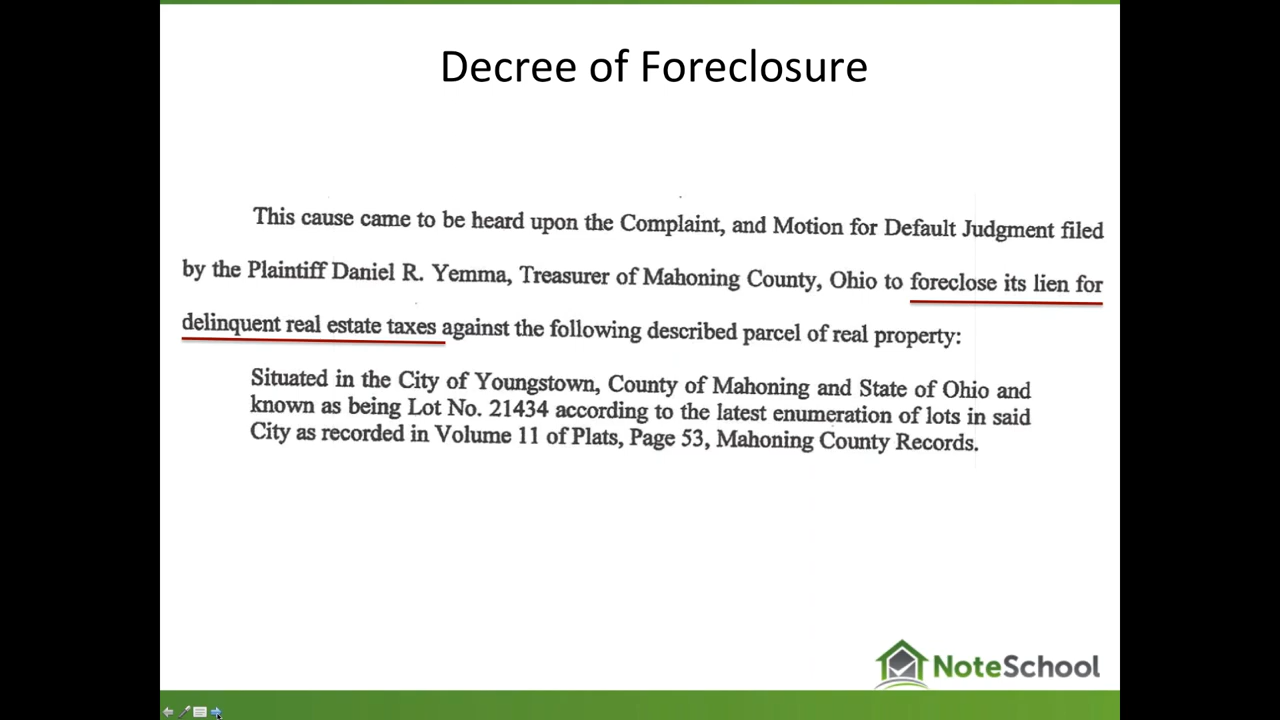 Decree of Foreclosure
This cause came to be heard upon the Complaint, and Motion for Default Judgment filed
by the Plaintiff Daniel R. Yemma, Treasurer of Mahoning County, Ohio to foreclose its lien for
delinquent real estate taxes against the following described parcel of real property:
Situated in the City of Youngstown, County of Mahoning and State of Ohio and
known as being Lot No. 21434 according to the latest enumeration of lots in said
City as recorded in Volume 11 of Plats, Page 53, Mahoning County Records.
NoteSchool